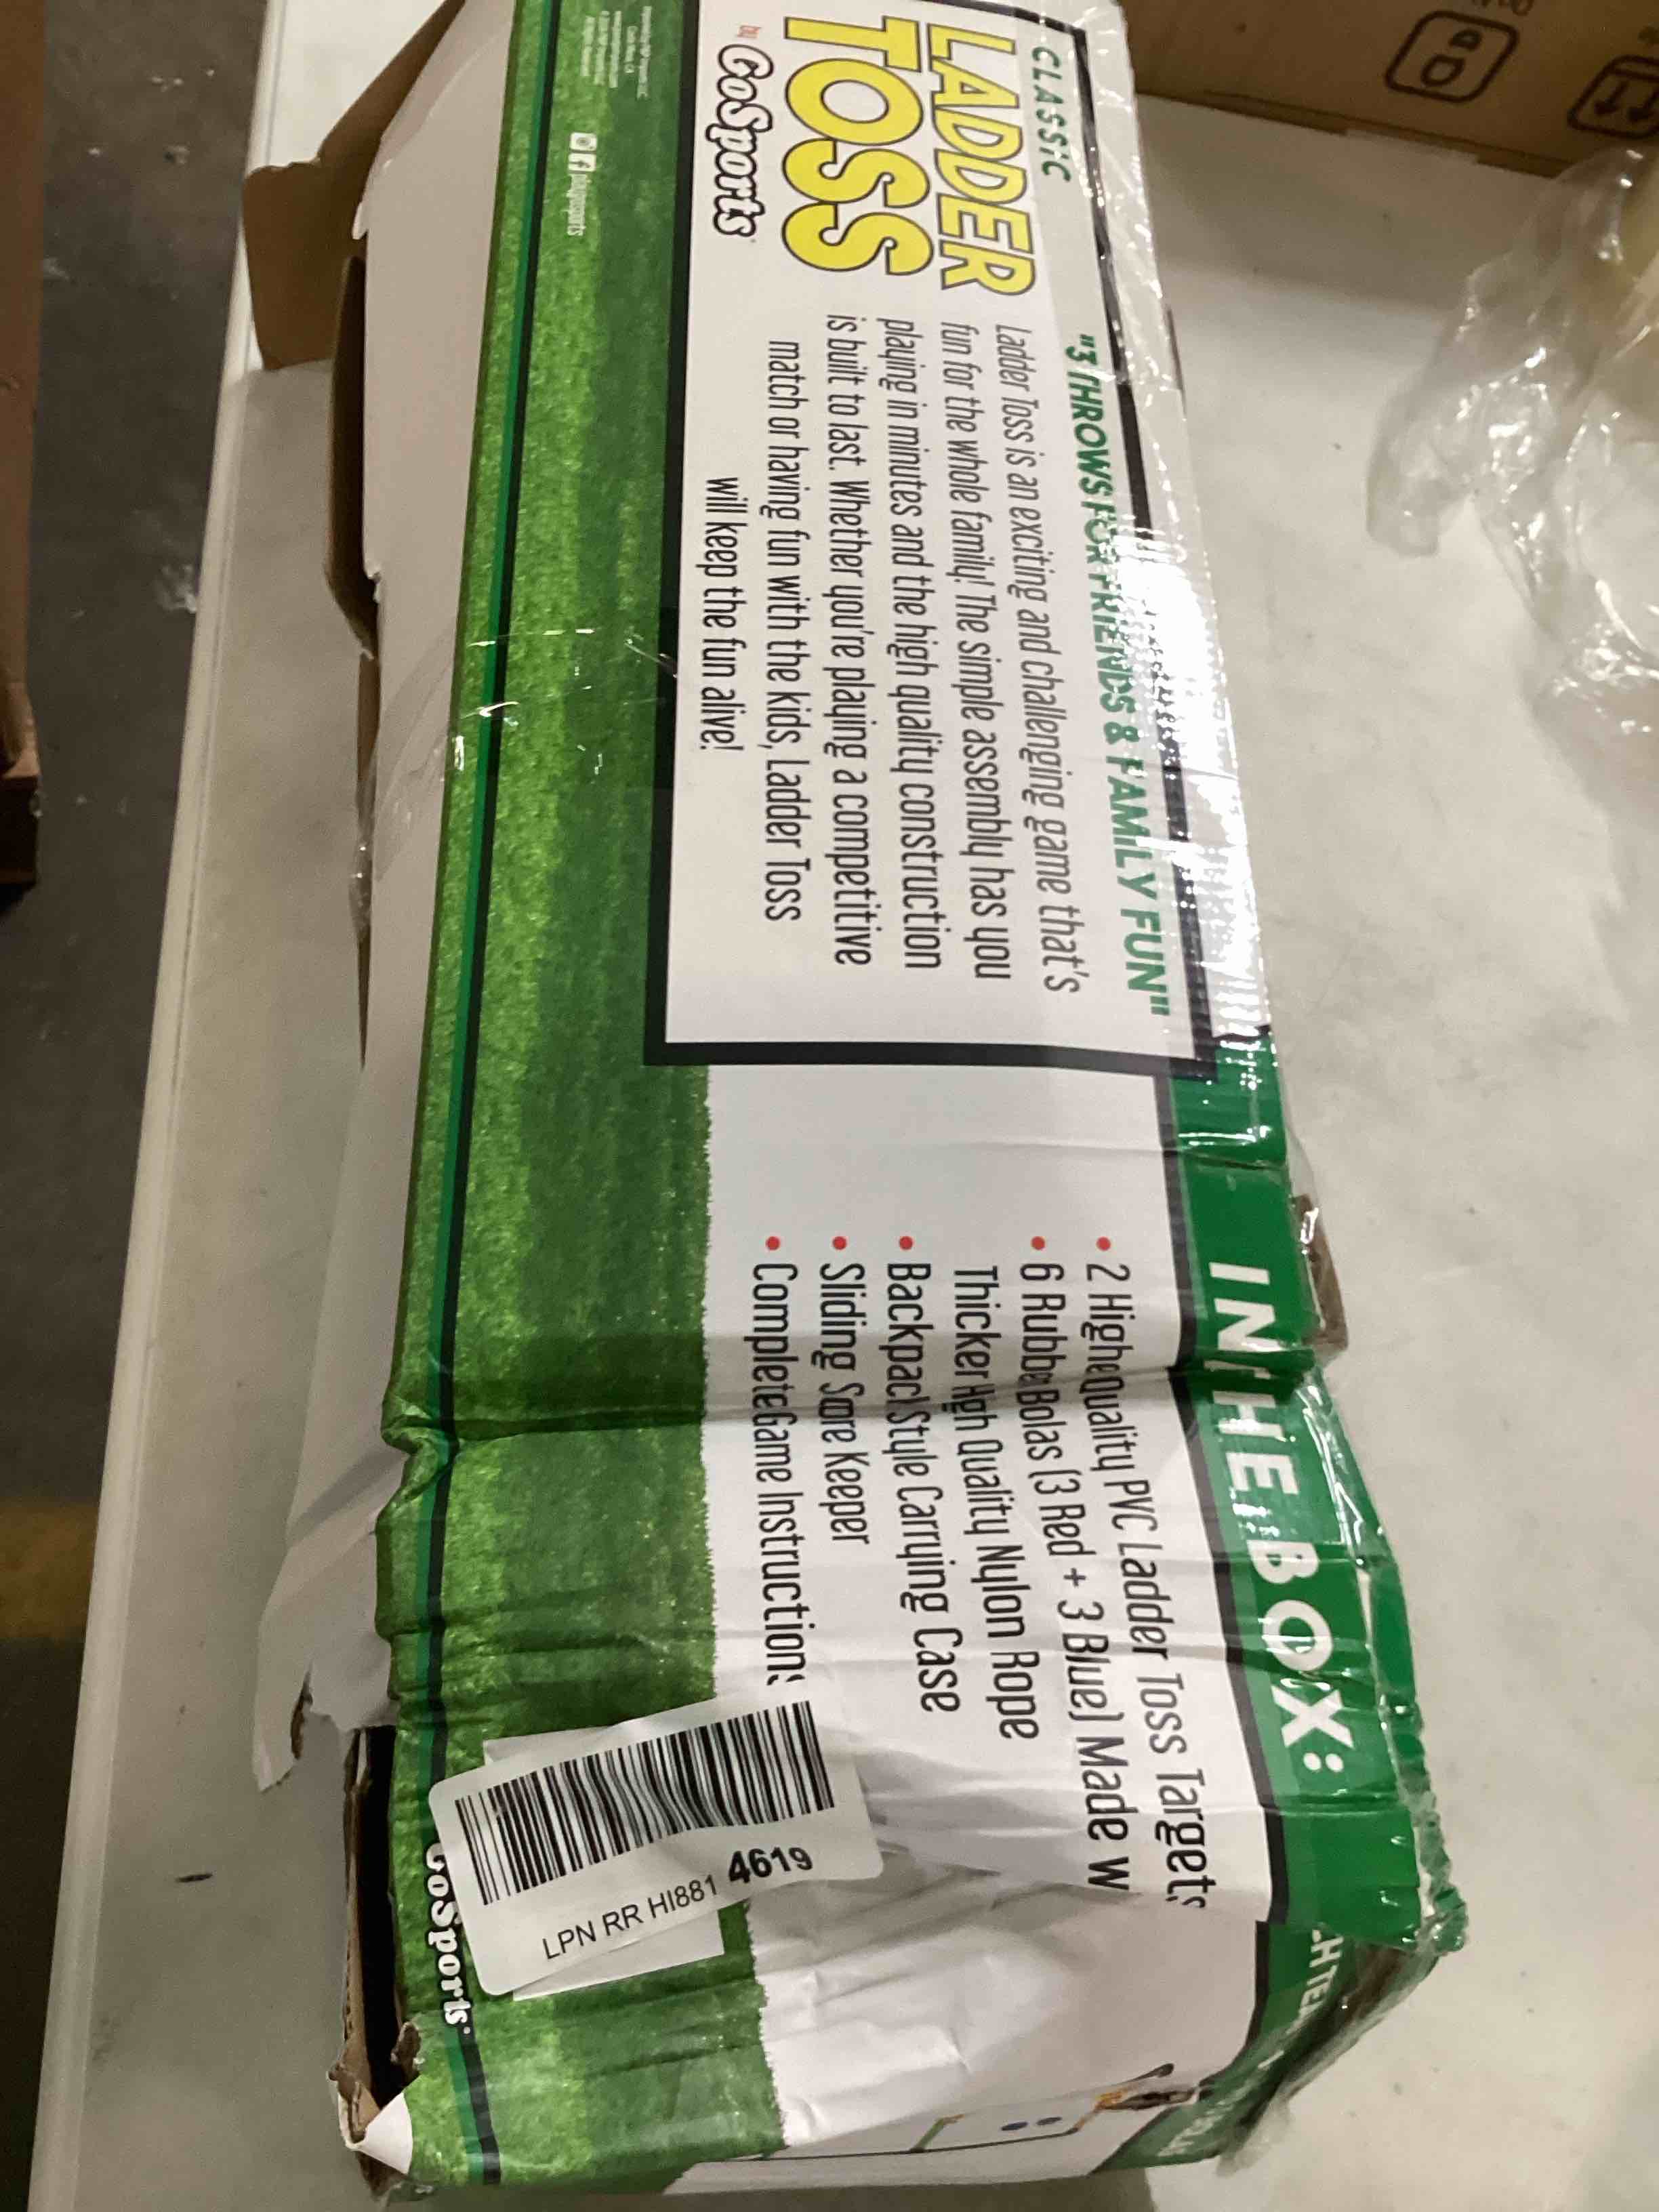 CLASSIC
LADDER
TOSS
by GoSports
"3 THROWS FOR FRIENDS & FAMILY FUN"
Ladder Toss is an exciting and challenging game that's
fun for the whole family! The simple assembly has you
playing in minutes and the high quality construction
is built to last. Whether you're playing a competitive
match or having fun with the kids, Ladder Toss
will keep the fun alive!
playgosports
IN THE BOX:
• 2 High Quality PVC Ladder Toss Targets
• 6 Rubber Bolas (3 Red + 3 Blue) Made W
Thicker High Quality Nylon Rope
• Backpack Style Carrying Case
• Sliding Score Keeper
• Complete Game Instructions
LPN RR HI881 4619
GoSports